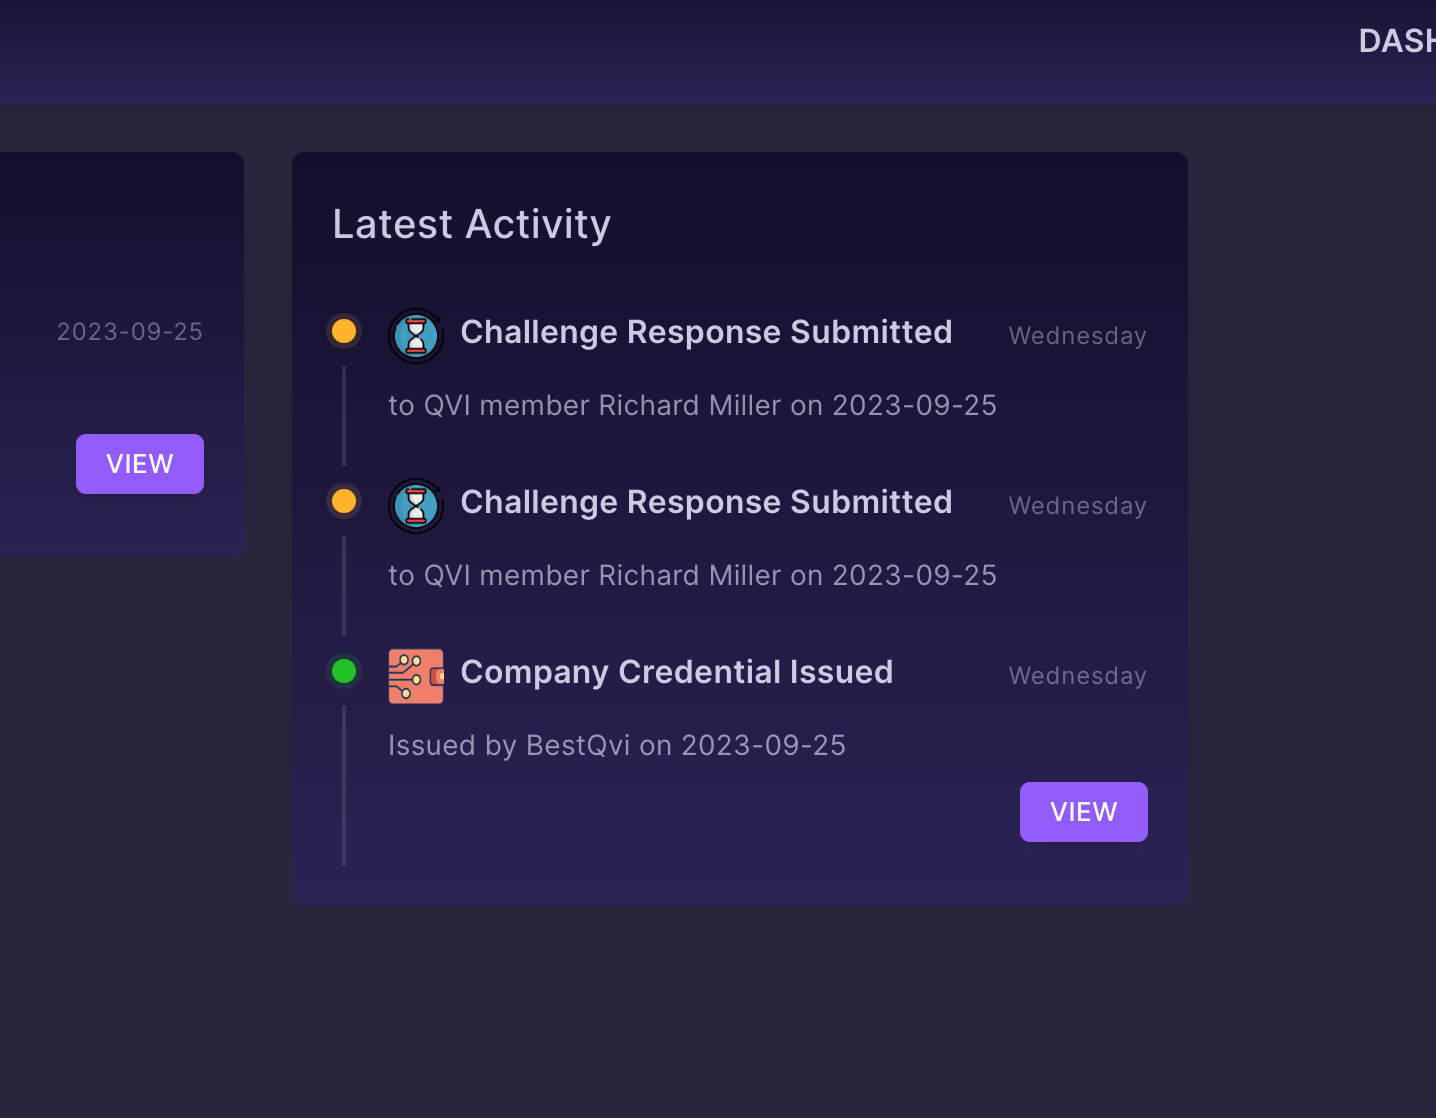 DASH
2023-09-25
VIEW
Latest Activity
Challenge Response Submitted
Wednesday
to QVI member Richard Miller on 2023-09-25
Challenge Response Submitted
Wednesday
to QVI member Richard Miller on 2023-09-25
Company Credential Issued
Wednesday
Issued by BestQvi on 2023-09-25
VIEW